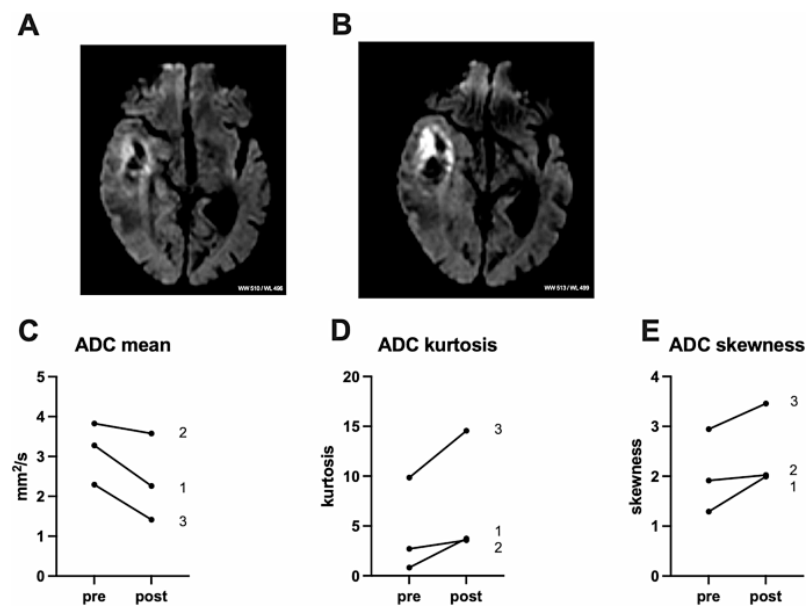 A
B
WW 510 / WL 496
WW 513 / WL 499
C
ADC mean
mm²/s
5
4
3
2
1
0
pre
post
2
1
3
D
ADC kurtosis
kurtosis
20
15
10
5
0
pre
post
3
1
2
E
ADC skewness
skewness
4
3
2
1
0
pre
post
3
2
1